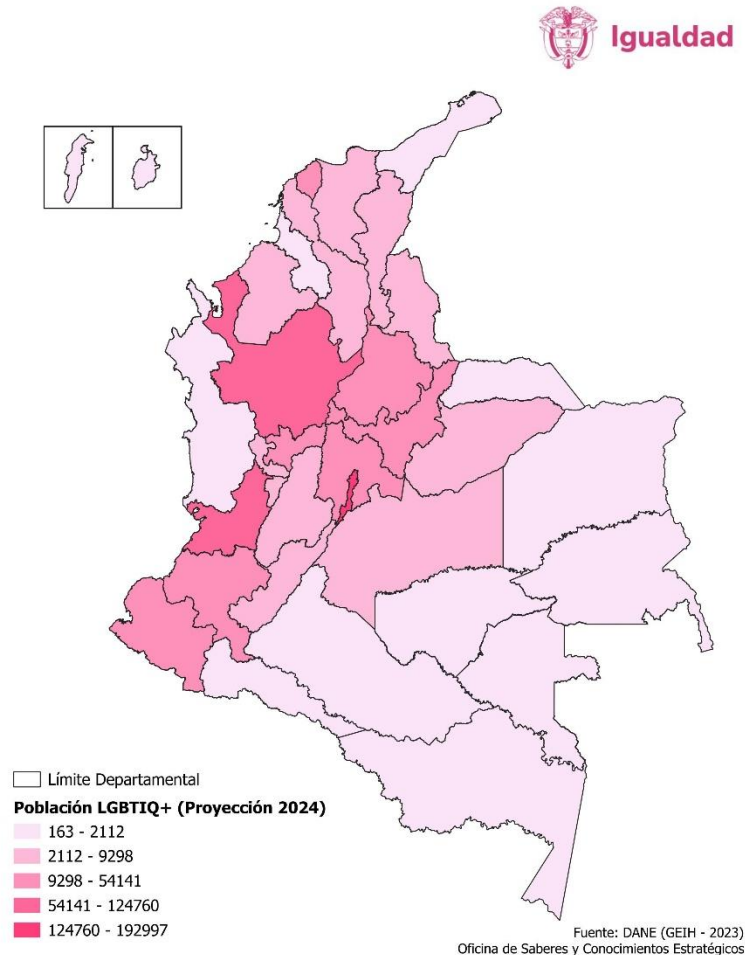 Igualdad
Límite Departamental
Población LGBTIQ+ (Proyección 2024)
163 - 2112
2112 - 9298
9298 - 54141
54141 - 124760
124760 - 192997
Fuente: DANE (GEIH - 2023)
Oficina de Saberes y Conocimientos Estratégicos